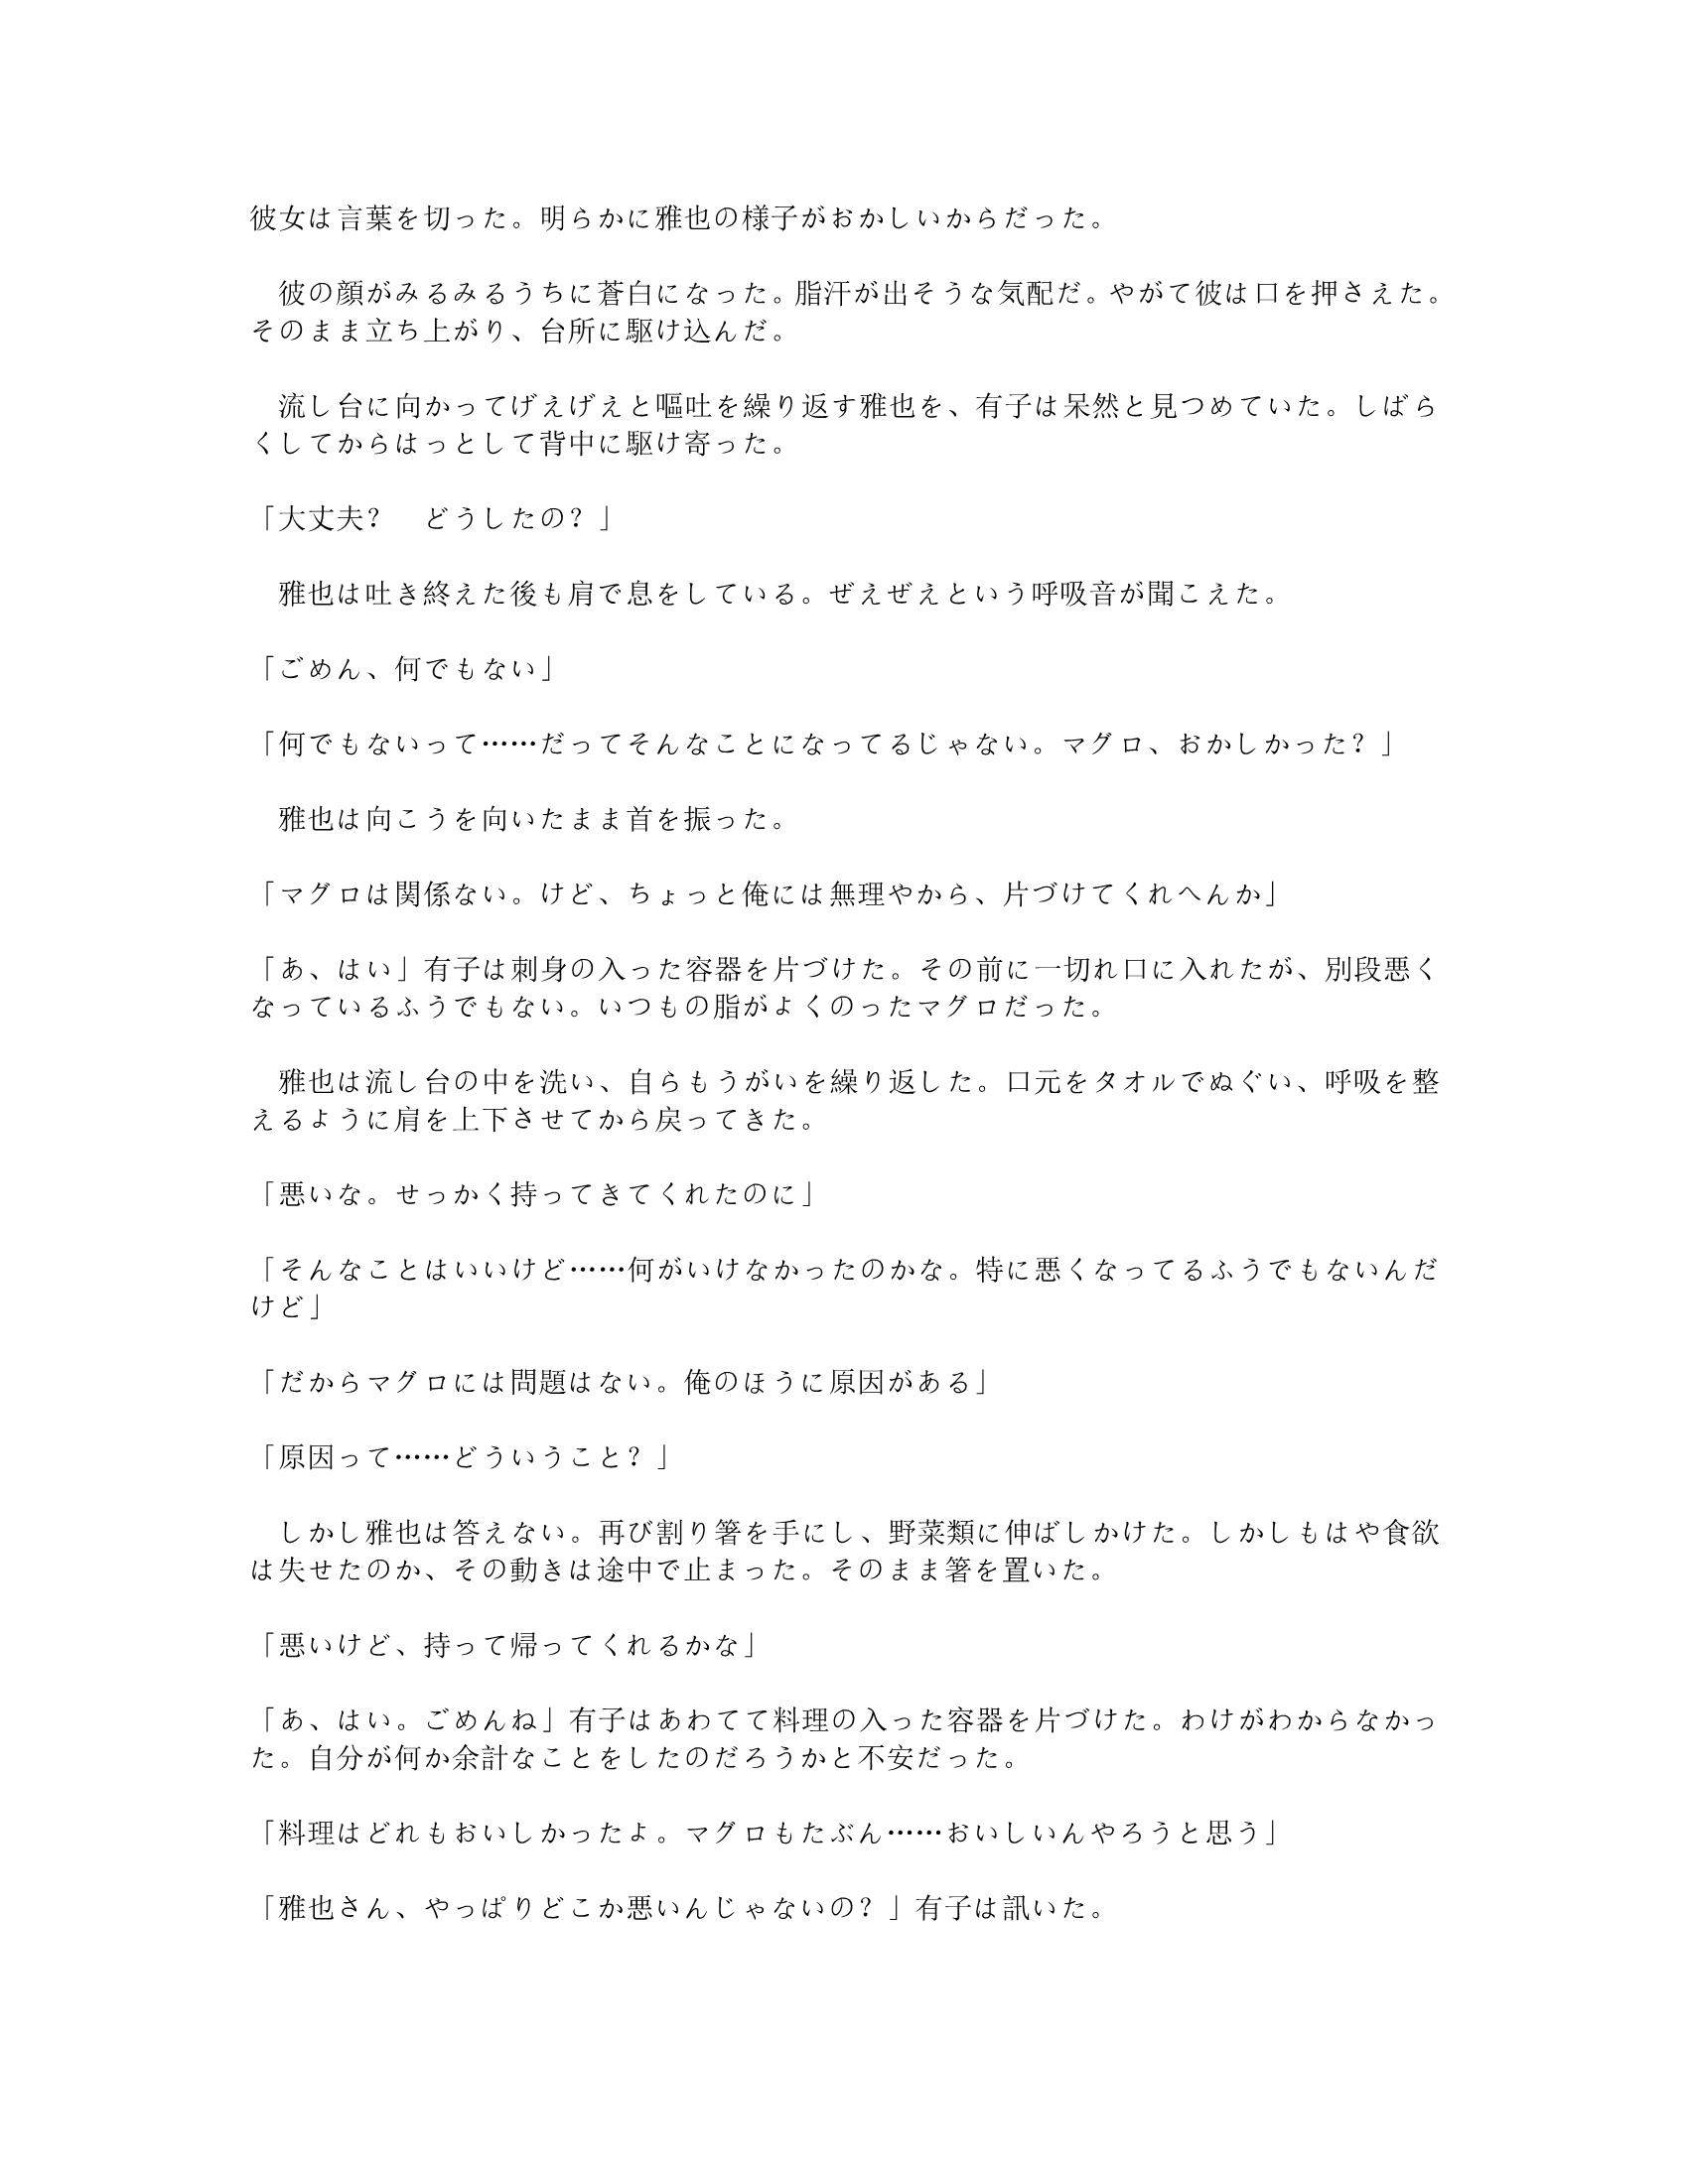 彼女は言葉を切った。明らかに雅也の様子がおかしいからだった。
　彼の顔がみるみるうちに蒼白になった。脂汗が出そうな気配だ。やがて彼は口を押さえた。
そのまま立ち上がり、台所に駆け込んだ。
　流し台に向かってげえげえと嘔吐を繰り返す雅也を、有子は呆然と見つめていた。しばら
くしてからはっとして背中に駆け寄った。
「大丈夫？　どうしたの？」
　雅也は吐き終えた後も肩で息をしている。ぜえぜえという呼吸音が聞こえた。
「ごめん、何でもない」
「何でもないって……だってそんなことになってるじゃない。マグロ、おかしかった？」
　雅也は向こうを向いたまま首を振った。
「マグロは関係ない。けど、ちょっと俺には無理やから、片づけてくれへんか」
「あ、はい」有子は刺身の入った容器を片づけた。その前に一切れ口に入れたが、別段悪く
なっているふうでもない。いつもの脂がよくのったマグロだった。
　雅也は流し台の中を洗い、自らもうがいを繰り返した。口元をタオルでぬぐい、呼吸を整
えるように肩を上下させてから戻ってきた。
「悪いな。せっかく持ってきてくれたのに」
「そんなことはいいけど……何がいけなかったのかな。特に悪くなってるふうでもないんだ
けど」
「だからマグロには問題はない。俺のほうに原因がある」
「原因って……どういうこと？」
　しかし雅也は答えない。再び割り箸を手にし、野菜類に伸ばしかけた。しかしもはや食欲
は失せたのか、その動きは途中で止まった。そのまま箸を置いた。
「悪いけど、持って帰ってくれるかな」
「あ、はい。ごめんね」有子はあわてて料理の入った容器を片づけた。わけがわからなかっ
た。自分が何か余計なことをしたのだろうかと不安だった。
「料理はどれもおいしかったよ。マグロもたぶん……おいしいんやろうと思う」
「雅也さん、やっぱりどこか悪いんじゃないの？」有子は訊いた。